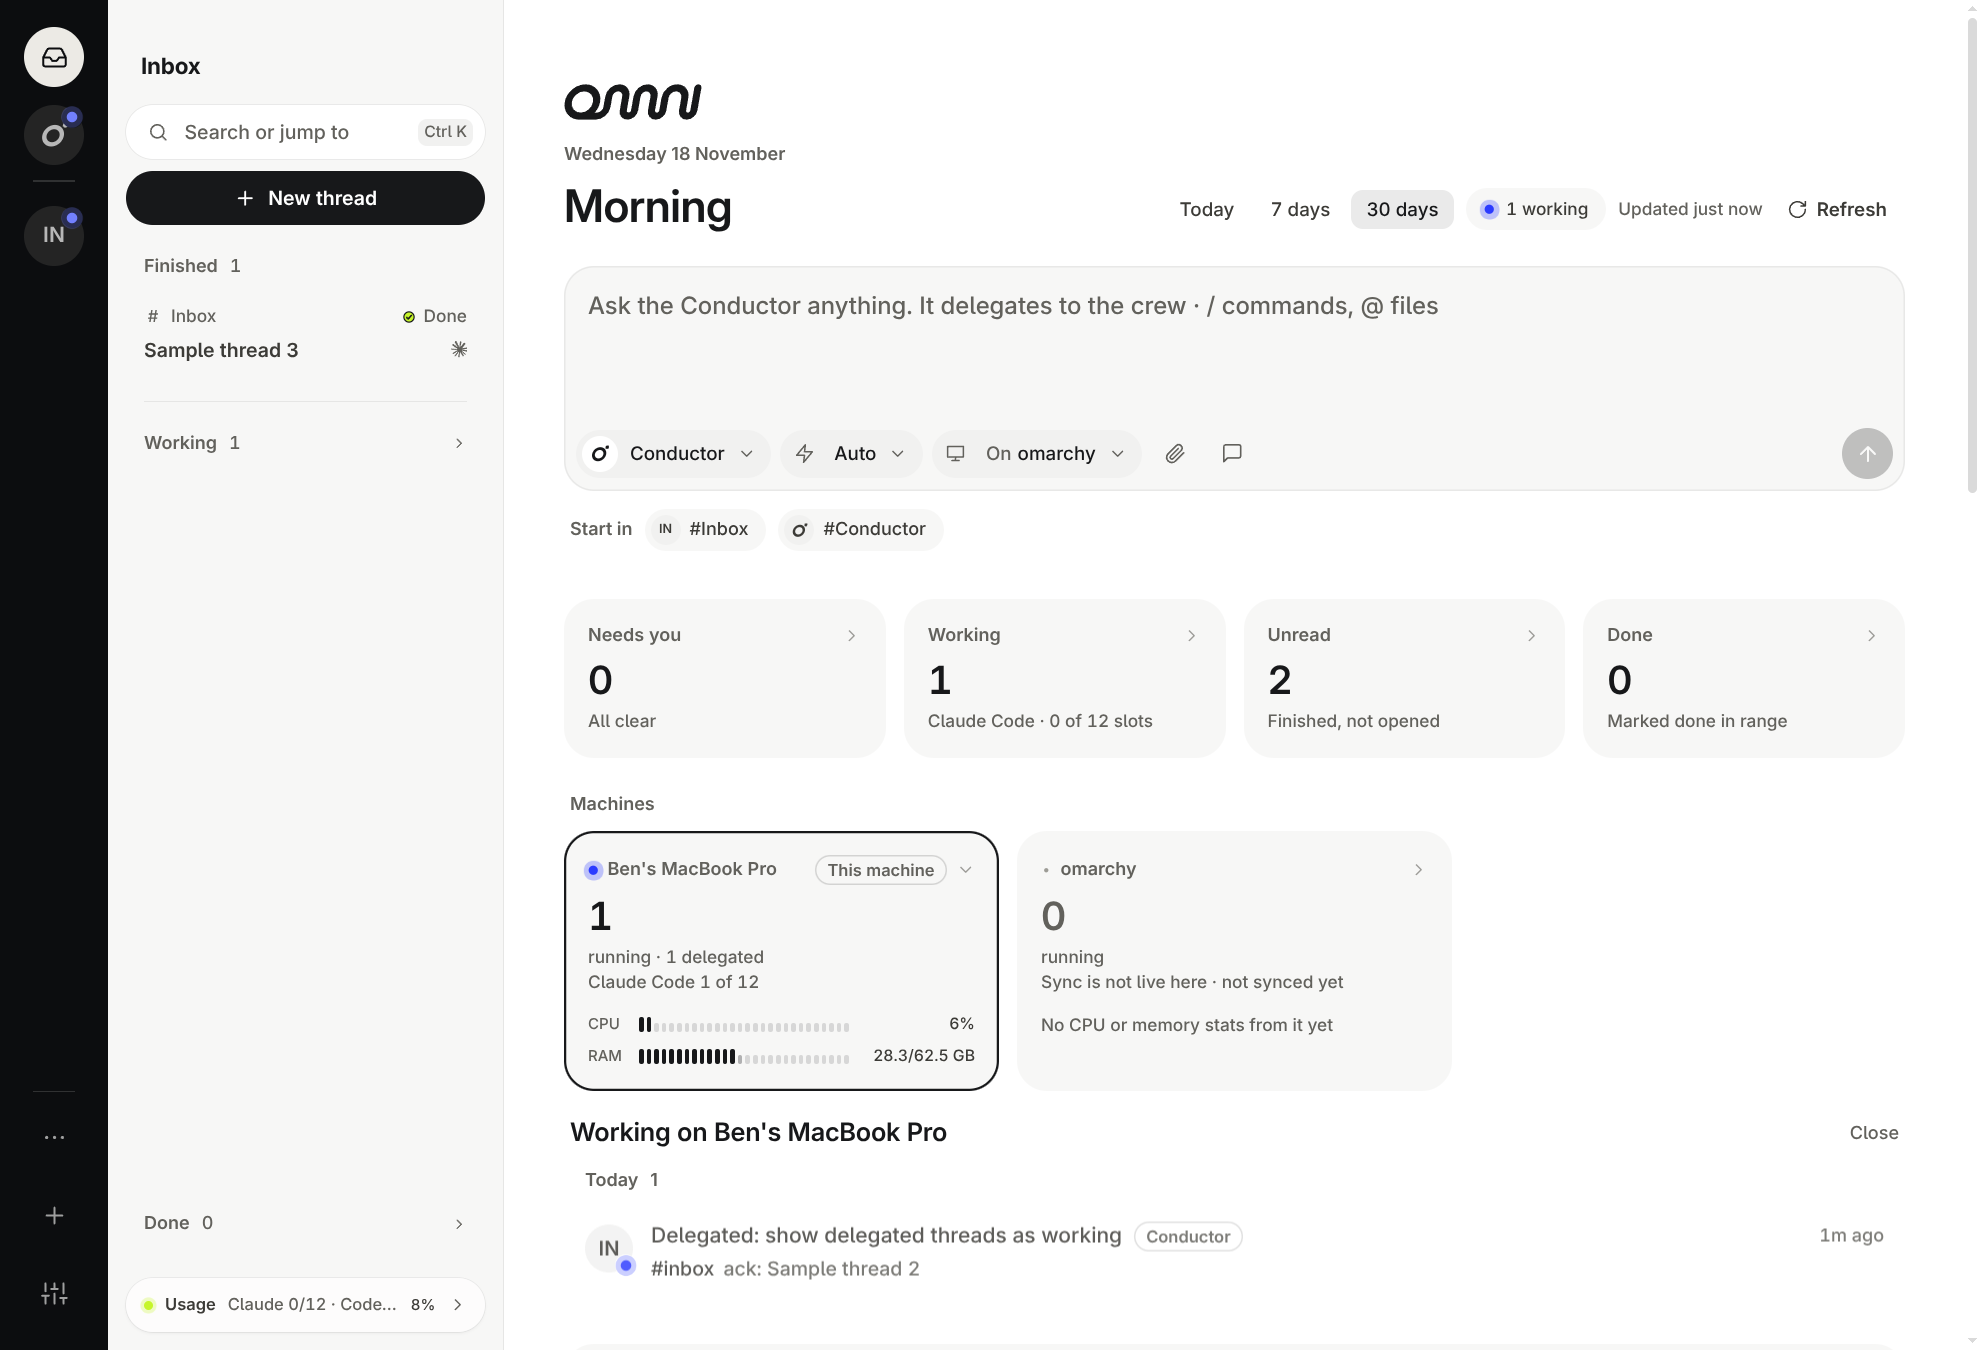 IN
Inbox
Search or jump to Ctrl K
New thread
Finished 1
# Inbox Done
Sample thread 3
Working 1
Done 0
Usage Claude 0/12 · Code... 8%
omni
Wednesday 18 November
Morning
Today 7 days 30 days 1 working Updated just now Refresh
Ask the Conductor anything. It delegates to the crew · / commands, @ files
Conductor Auto On omarchy
Start in IN #Inbox #Conductor
Needs you
0
All clear
Working
1
Claude Code · 0 of 12 slots
Unread
2
Finished, not opened
Done
0
Marked done in range
Machines
Ben's MacBook Pro This machine
1
running · 1 delegated
Claude Code 1 of 12
CPU 6%
RAM 28.3/62.5 GB
omarchy
0
running
Sync is not live here · not synced yet
No CPU or memory stats from it yet
Working on Ben's MacBook Pro Close
Today 1
IN Delegated: show delegated threads as working Conductor 1m ago
#inbox ack: Sample thread 2